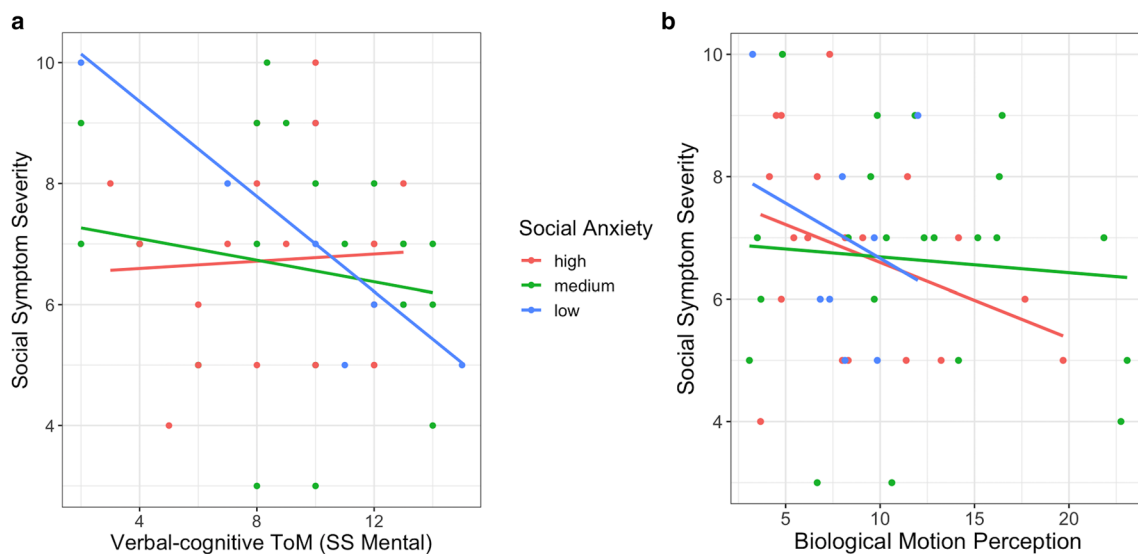 a
Social Symptom Severity
10
8
6
4
4
8
12
Verbal-cognitive ToM (SS Mental)
Social Anxiety
high
medium
low
b
Social Symptom Severity
10
8
6
4
5
10
15
20
Biological Motion Perception